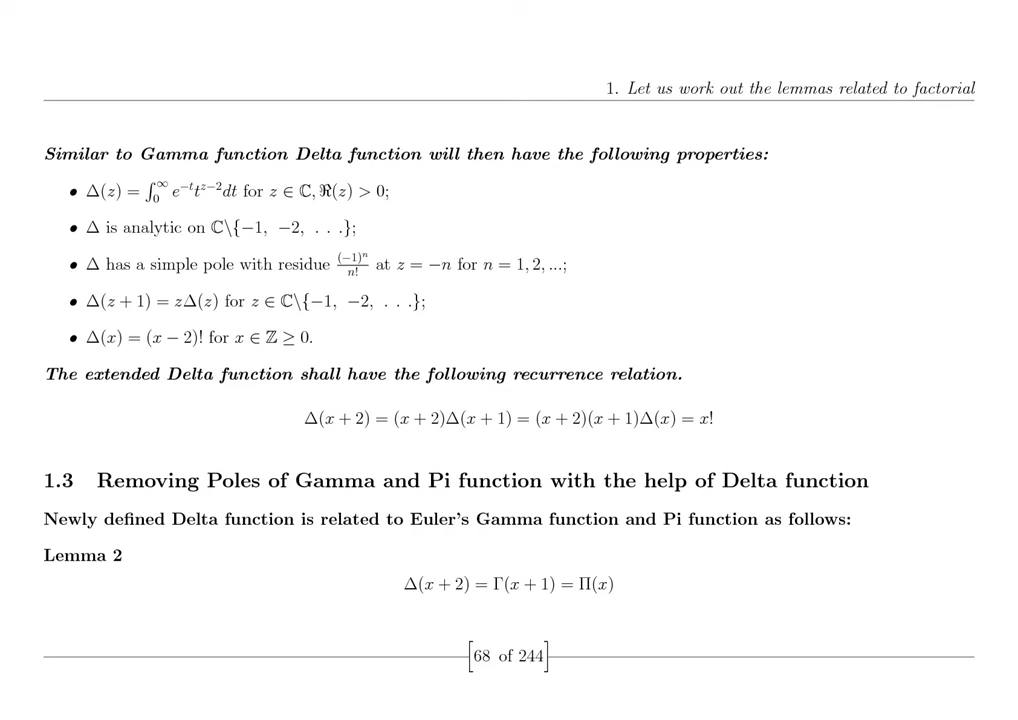 1. Let us work out the lemmas related to factorial
Similar to Gamma function Delta function will then have the following properties:
• Δ(z) = ∫₀^∞ e^{−t}t^{z−2}dt for z ∈ ℂ, ℜ(z) > 0;
• Δ is analytic on ℂ\{−1, −2, . . .};
• Δ has a simple pole with residue (−1)^n/n! at z = −n for n = 1, 2, ...;
• Δ(z + 1) = zΔ(z) for z ∈ ℂ\{−1, −2, . . .};
• Δ(x) = (x − 2)! for x ∈ ℤ ≥ 0.
The extended Delta function shall have the following recurrence relation.
Δ(x + 2) = (x + 2)Δ(x + 1) = (x + 2)(x + 1)Δ(x) = x!
1.3 Removing Poles of Gamma and Pi function with the help of Delta function
Newly defined Delta function is related to Euler's Gamma function and Pi function as follows:
Lemma 2
Δ(x + 2) = Γ(x + 1) = Π(x)
[68 of 244]